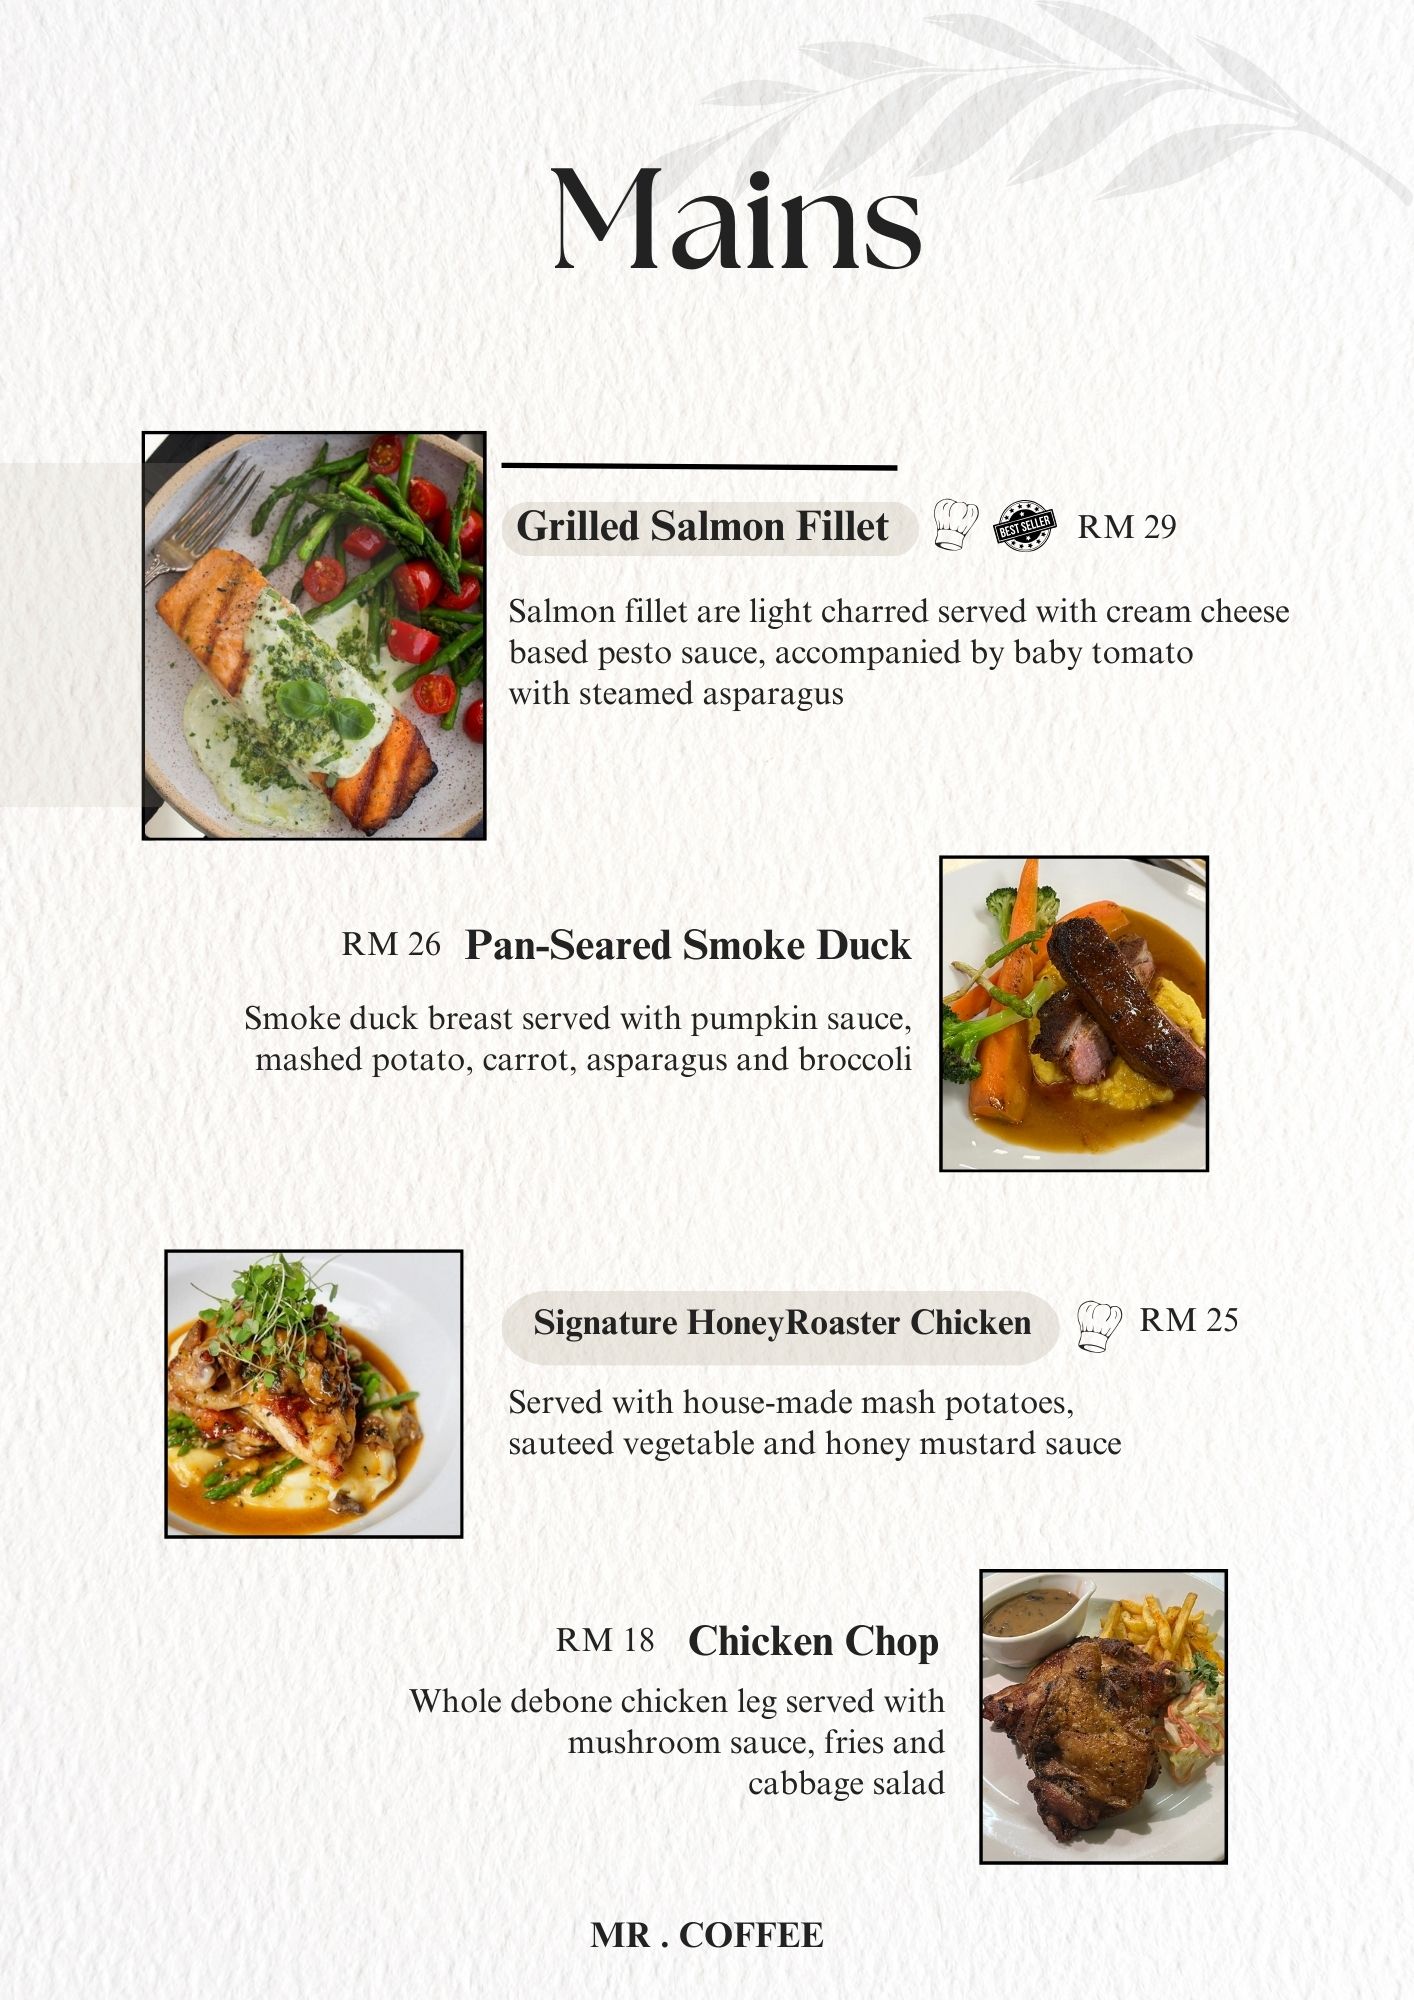 Mains
Grilled Salmon Fillet BEST SELLER RM 29
Salmon fillet are light charred served with cream cheese
based pesto sauce, accompanied by baby tomato
with steamed asparagus
RM 26 Pan-Seared Smoke Duck
Smoke duck breast served with pumpkin sauce,
mashed potato, carrot, asparagus and broccoli
Signature HoneyRoaster Chicken RM 25
Served with house-made mash potatoes,
sauteed vegetable and honey mustard sauce
RM 18 Chicken Chop
Whole debone chicken leg served with
mushroom sauce, fries and
cabbage salad
MR . COFFEE